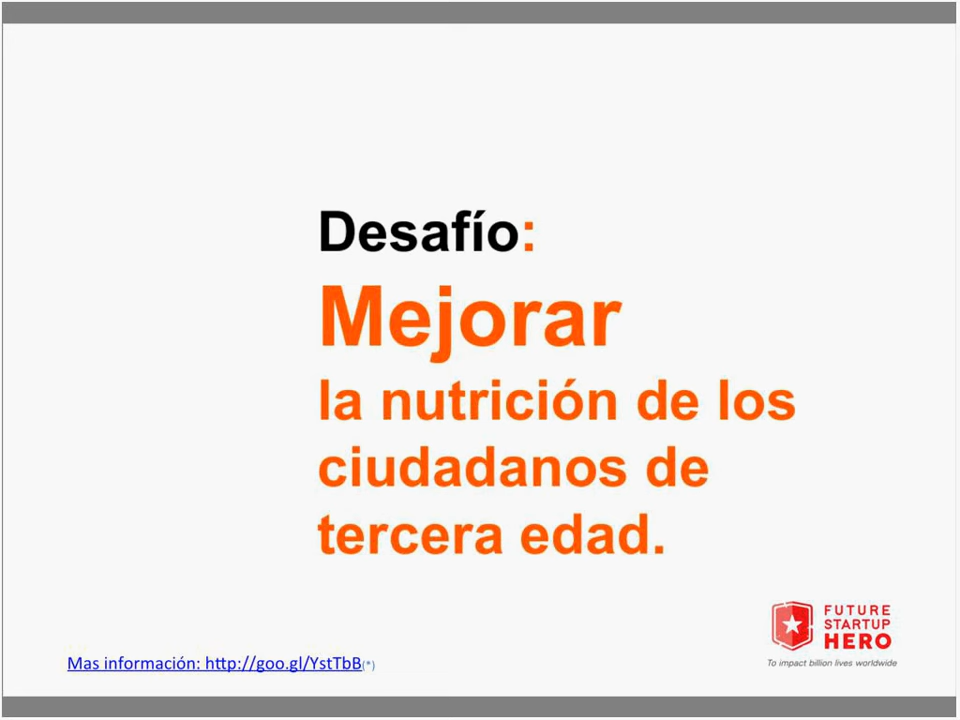 Desafío:
Mejorar
la nutrición de los
ciudadanos de
tercera edad.
FUTURE
STARTUP
HERO
To impact billion lives worldwide
Mas información: http://goo.gl/YstTbB(*)